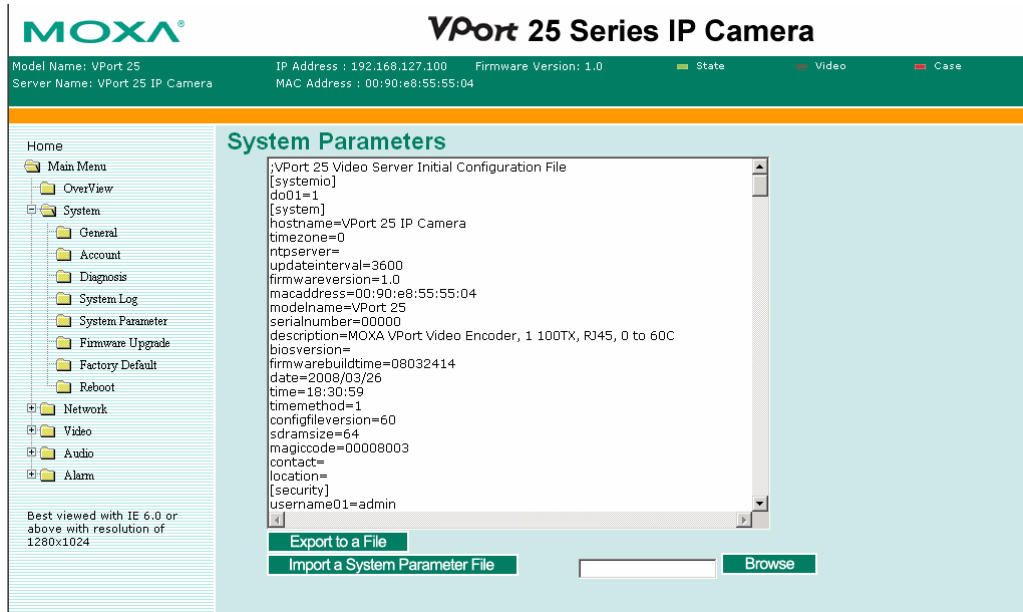 MOXA®
VPort 25 Series IP Camera
Model Name: VPort 25
IP Address : 192.168.127.100
Firmware Version: 1.0
State
Video
Case
Server Name: VPort 25 IP Camera
MAC Address : 00:90:e8:55:55:04
Home
Main Menu
OverView
System
General
Account
Diagnosis
System Log
System Parameter
Firmware Upgrade
Factory Default
Reboot
Network
Video
Audio
Alarm
Best viewed with IE 6.0 or
above with resolution of
1280x1024
System Parameters
;VPort 25 Video Server Initial Configuration File
[systemio]
do01=1
[system]
hostname=VPort 25 IP Camera
timezone=0
ntpserver=
updateinterval=3600
firmwareversion=1.0
macaddress=00:90:e8:55:55:04
modelname=VPort 25
serialnumber=00000
description=MOXA VPort Video Encoder, 1 100TX, RJ45, 0 to 60C
biosversion=
firmwarebuildtime=08032414
date=2008/03/26
time=18:30:59
timemethod=1
configfileversion=60
sdramsize=64
magiccode=00008003
contact=
location=
[security]
username01=admin
Export to a File
Import a System Parameter File
Browse